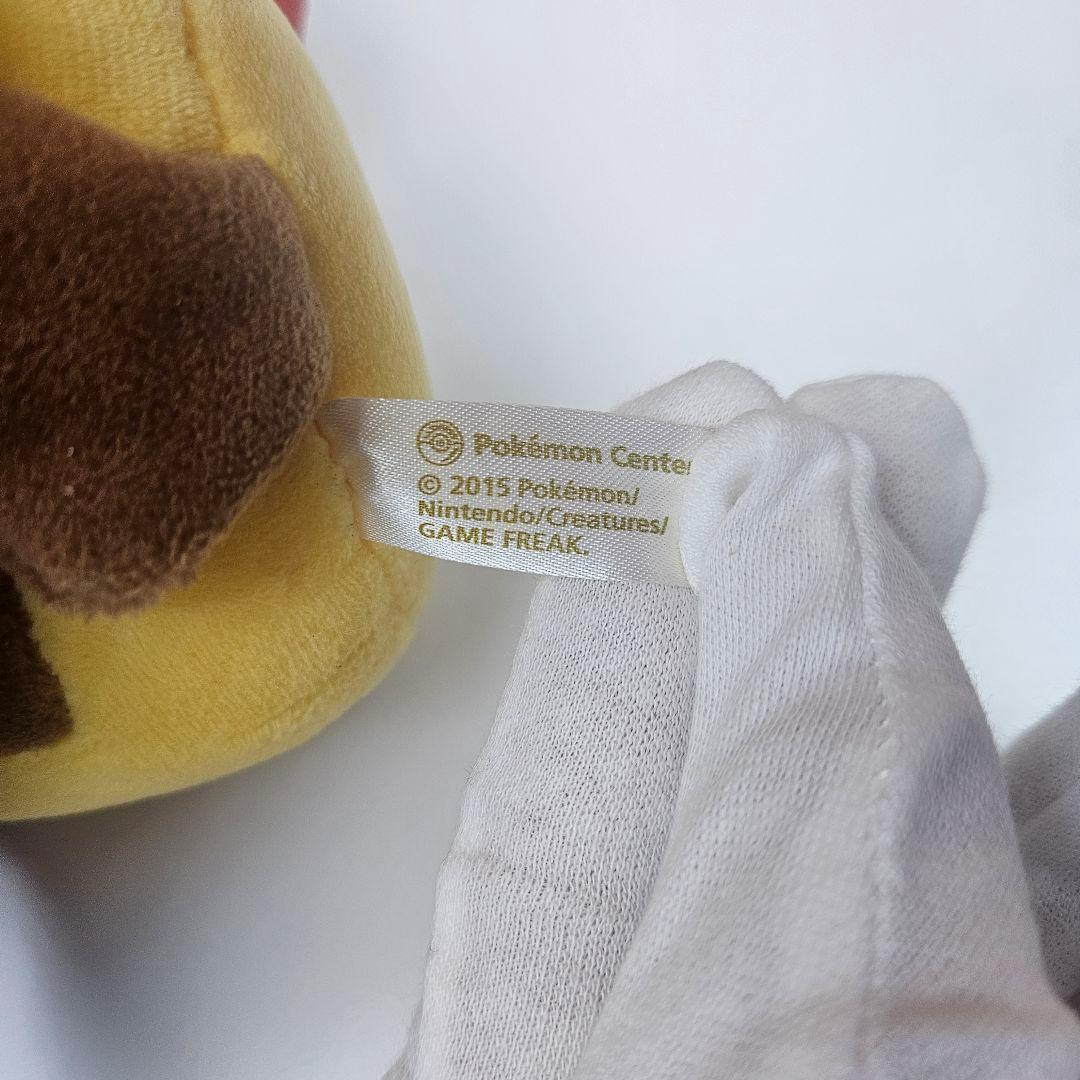 Pokémon Center
© 2015 Pokémon/
Nintendo/Creatures/
GAME FREAK.